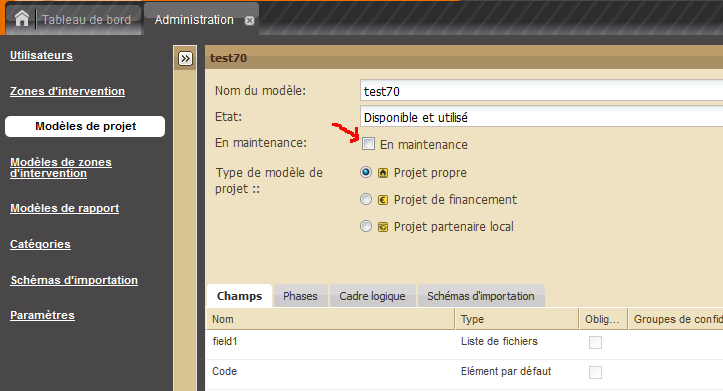 Tableau de bord
Administration
Utilisateurs
Zones d'intervention
Modèles de projet
Modèles de zones
d'intervention
Modèles de rapport
Catégories
Schémas d'importation
Paramètres
test70
Nom du modèle: test70
Etat: Disponible et utilisé
En maintenance: En maintenance
Type de modèle de
projet ::
Projet propre
Projet de financement
Projet partenaire local
Champs Phases Cadre logique Schémas d'importation
Nom Type Oblig... Groupes de confid
field1 Liste de fichiers
Code Elément par défaut